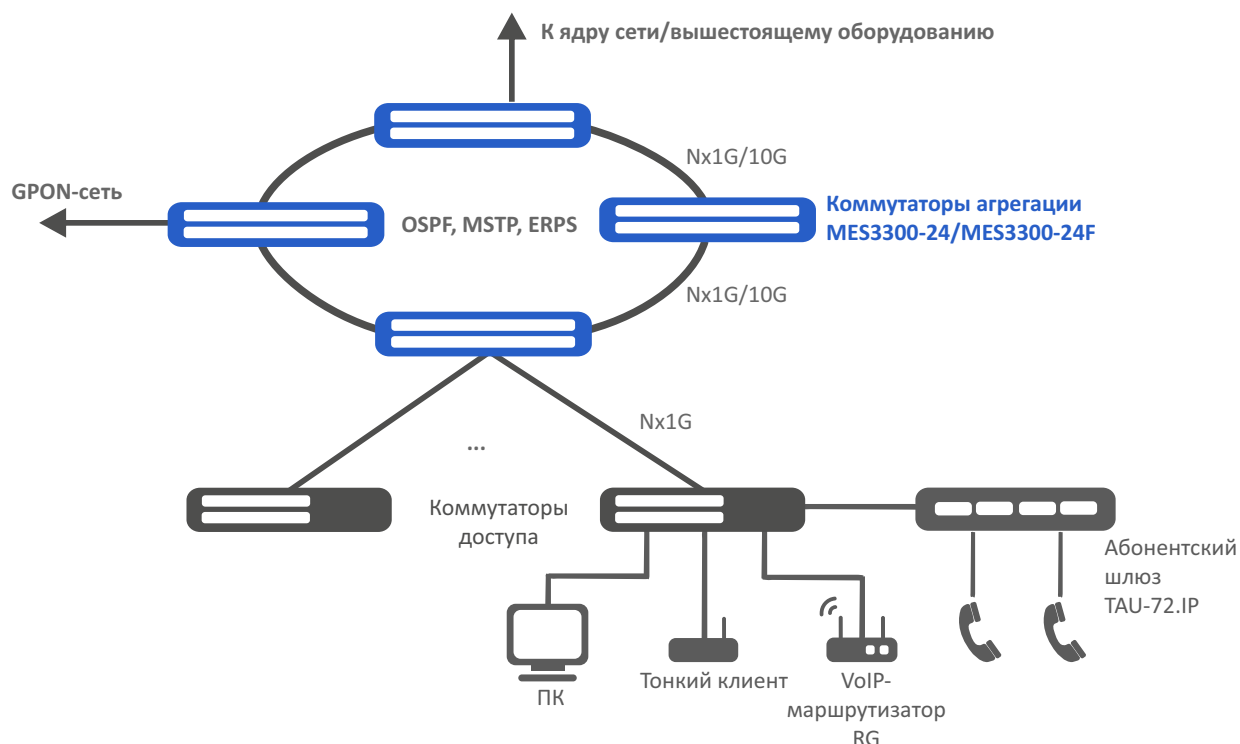 К ядру сети/вышестоящему оборудованию
Nx1G/10G
GPON-сеть
OSPF, MSTP, ERPS
Коммутаторы агрегации
MES3300-24/MES3300-24F
Nx1G/10G
Nx1G
...
Коммутаторы
доступа
Абонентский
шлюз
TAU-72.IP
ПК
Тонкий клиент
VoIP-
маршрутизатор
RG